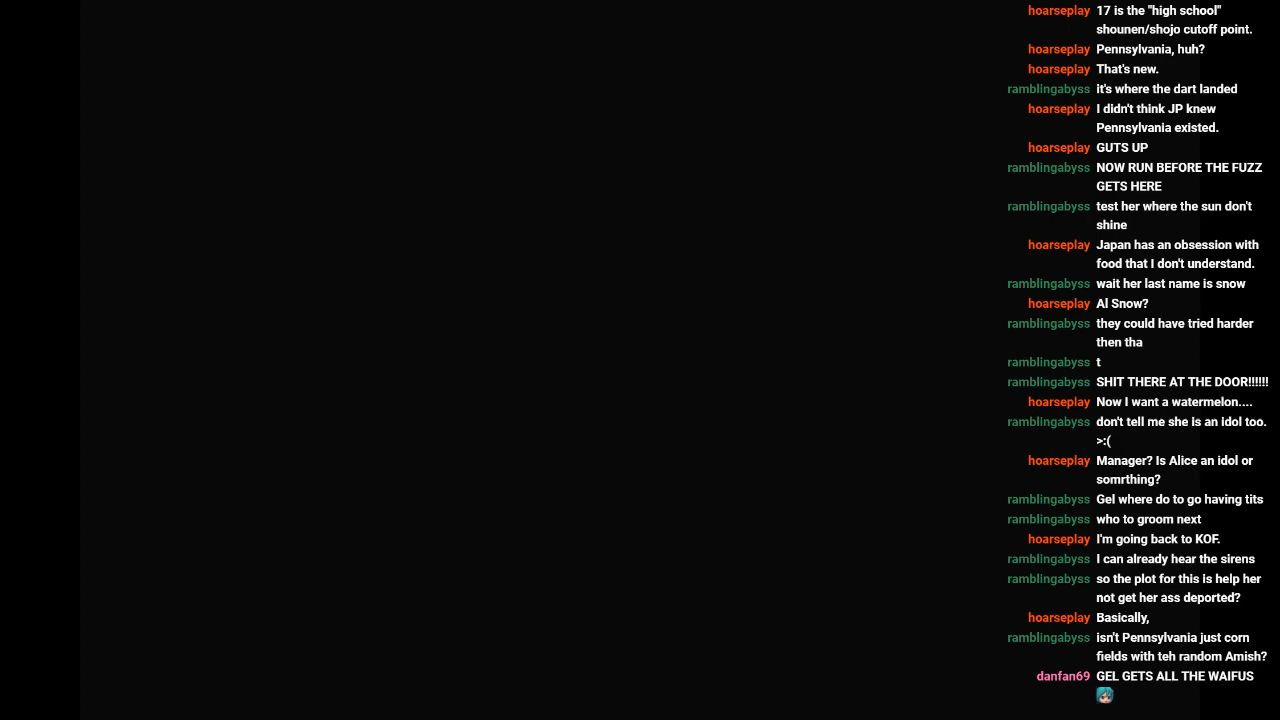 hoarseplay 17 is the "high school"
shounen/shojo cutoff point.
hoarseplay Pennsylvania, huh?
hoarseplay That's new.
ramblingabyss it's where the dart landed
hoarseplay I didn't think JP knew
Pennsylvania existed.
hoarseplay GUTS UP
ramblingabyss NOW RUN BEFORE THE FUZZ
GETS HERE
ramblingabyss test her where the sun don't
shine
hoarseplay Japan has an obsession with
food that I don't understand.
ramblingabyss wait her last name is snow
hoarseplay Al Snow?
ramblingabyss they could have tried harder
then tha
ramblingabyss t
ramblingabyss SHIT THERE AT THE DOOR!!!!!!
hoarseplay Now I want a watermelon....
ramblingabyss don't tell me she is an idol too.
>:(
hoarseplay Manager? Is Alice an idol or
somrthing?
ramblingabyss Gel where do to go having tits
ramblingabyss who to groom next
hoarseplay I'm going back to KOF.
ramblingabyss I can already hear the sirens
ramblingabyss so the plot for this is help her
not get her ass deported?
hoarseplay Basically,
ramblingabyss isn't Pennsylvania just corn
fields with teh random Amish?
danfan69 GEL GETS ALL THE WAIFUS